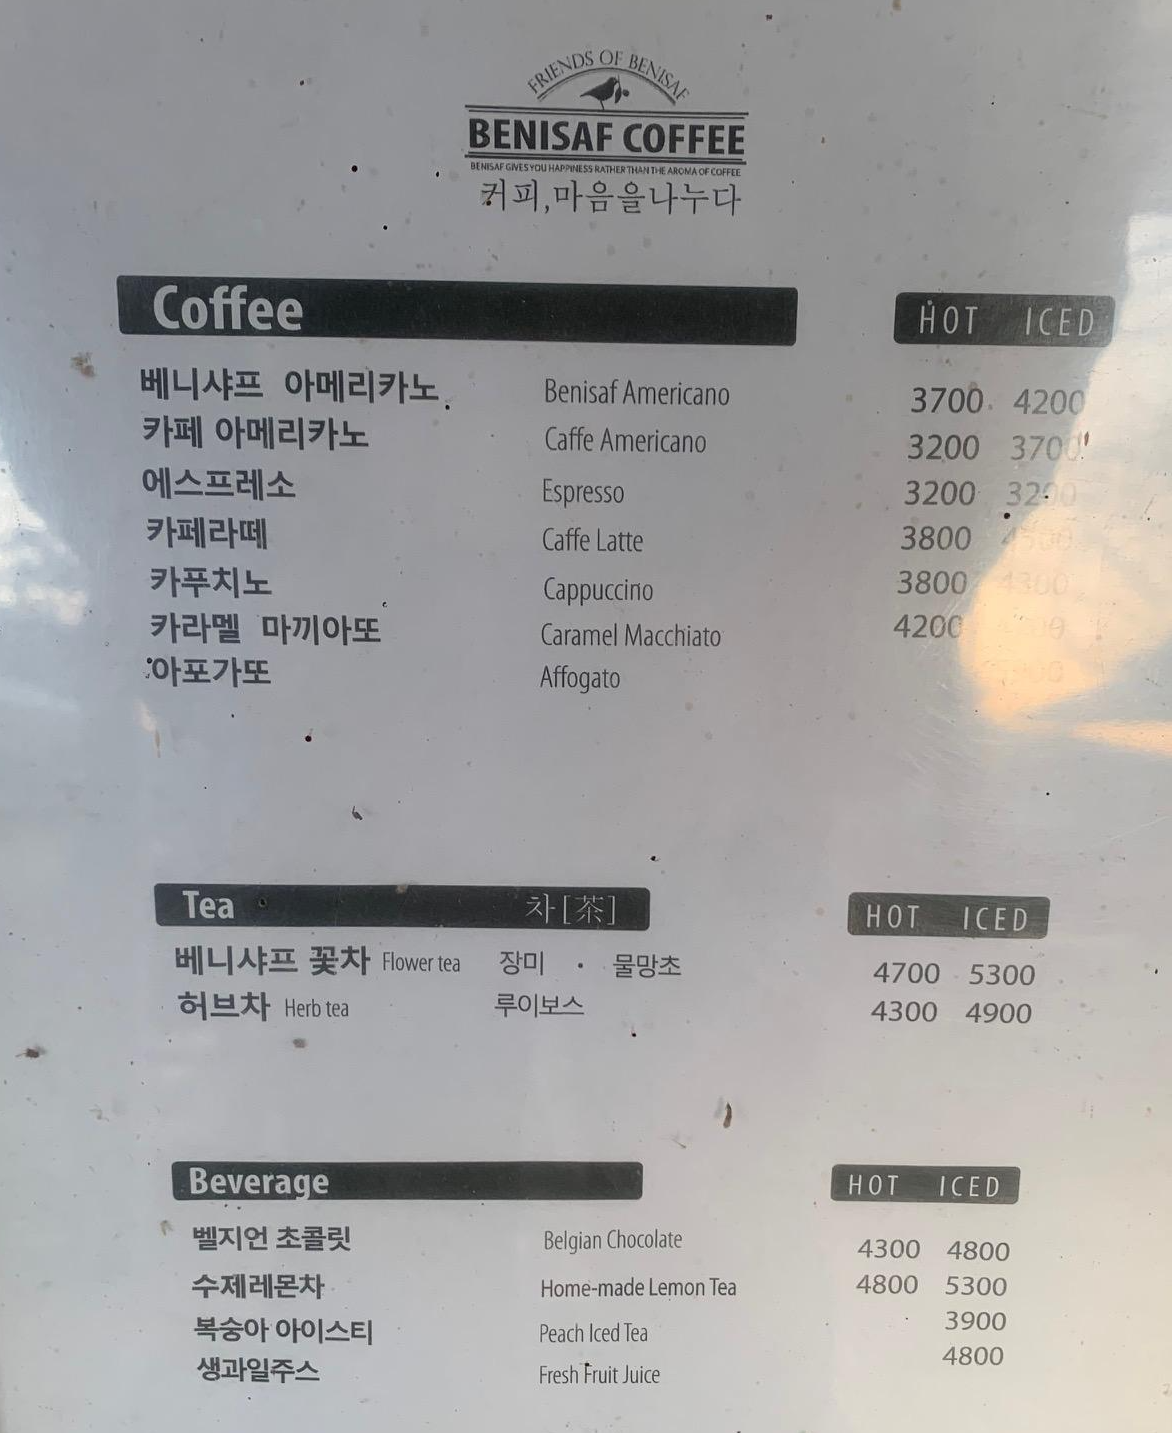 FRIENDS OF BENISAF
BENISAF COFFEE
BENISAF GIVES YOU HAPPINESS RATHER THAN THE AROMA OF COFFEE
커피,마음을나누다
Coffee HOT ICED
베니샤프 아메리카노 Benisaf Americano 3700 4200
카페 아메리카노 Caffe Americano 3200 3700
에스프레소 Espresso 3200 3200
카페라떼 Caffe Latte 3800
카푸치노 Cappuccino 3800 4300
카라멜 마끼아또 Caramel Macchiato 4200
아포가또 Affogato
Tea 차[茶] HOT ICED
베니샤프 꽃차 Flower tea 장미 · 물망초 4700 5300
허브차 Herb tea 루이보스 4300 4900
Beverage HOT ICED
벨지언 초콜릿 Belgian Chocolate 4300 4800
수제레몬차 Home-made Lemon Tea 4800 5300
복숭아 아이스티 Peach Iced Tea 3900
생과일주스 Fresh Fruit Juice 4800